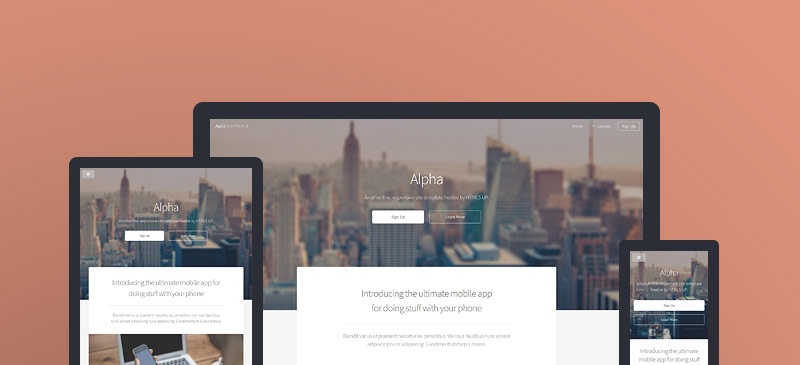 Alpha by HTML5 UP
Home
Layouts
Sign Up
Alpha
Another fine responsive site template freebie by HTML5 UP.
Sign Up
Learn More
Introducing the ultimate mobile app
for doing stuff with your phone
Blandit varius ut praesent nascetur eu penatibus nisi risus faucibus nunc ornare
adipiscing nunc adipiscing. Condimentum turpis massa.
Alpha
Another fine responsive site template freebie by HTML5 UP.
Sign Up
Learn More
Introducing the ultimate mobile app for
doing stuff with your phone
Blandit varius ut praesent nascetur eu penatibus nisi risus faucibus
nunc ornare adipiscing nunc adipiscing. Condimentum turpis massa.
Alpha
Another fine responsive site template
freebie by HTML5 UP.
Sign Up
Learn More
Introducing the ultimate
mobile app for doing stuff